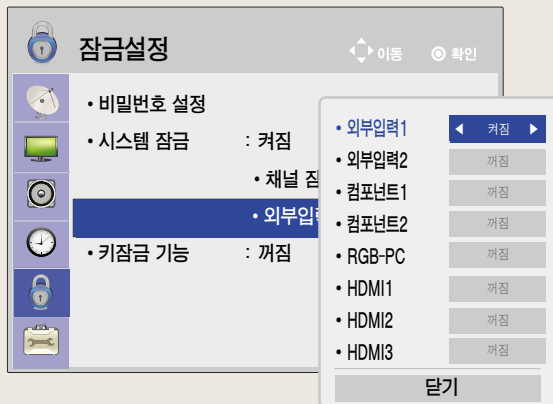 잠금설정
이동 확인
• 비밀번호 설정
• 시스템 잠금 : 켜짐
• 채널 잠
• 외부입
• 키잠금 기능 : 꺼짐
• 외부입력1 ◀ 켜짐 ▶
• 외부입력2 꺼짐
• 컴포넌트1 꺼짐
• 컴포넌트2 꺼짐
• RGB-PC 꺼짐
• HDMI1 꺼짐
• HDMI2 꺼짐
• HDMI3 꺼짐
닫기